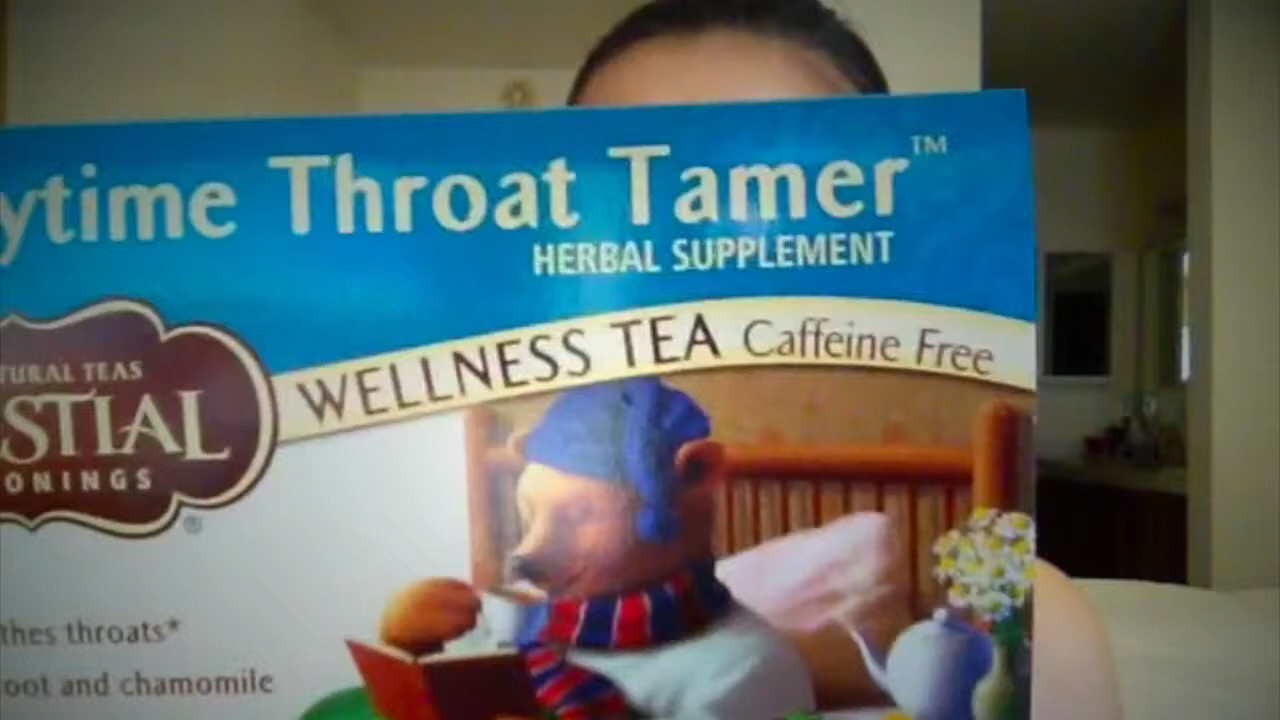 ytime Throat Tamer™
HERBAL SUPPLEMENT
WELLNESS TEA Caffeine Free
TURAL TEAS
STIAL
ONINGS
®
thes throats*
oot and chamomile